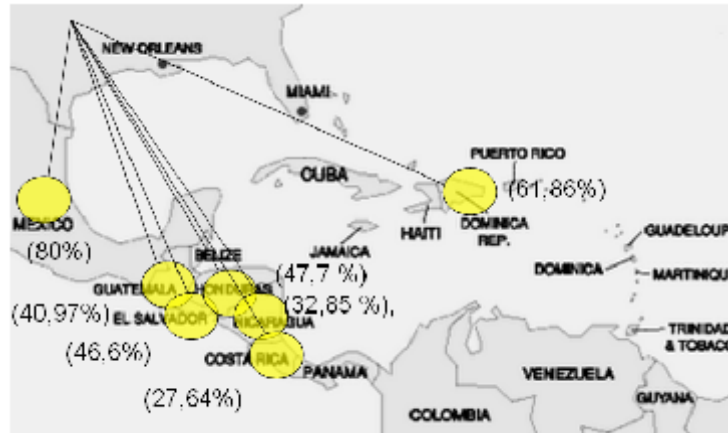 NEW-ORLEANS
MIAMI
PUERTO RICO
CUBA
(61,86%)
MEXICO
DOMINICA
REP.
HAITI
GUADELOUP
(80%)
BELIZE
JAMAICA
DOMINICA
(47,7 %)
MARTINIQU
GUATEMALA
HONDURAS
(40,97%)
(32,85 %),
EL SALVADOR
NICARAGUA
TRINIDAD
& TOBACO
(46,6%)
COSTA RICA
PANAMA
VENEZUELA
(27,64%)
GUYANA
COLOMBIA